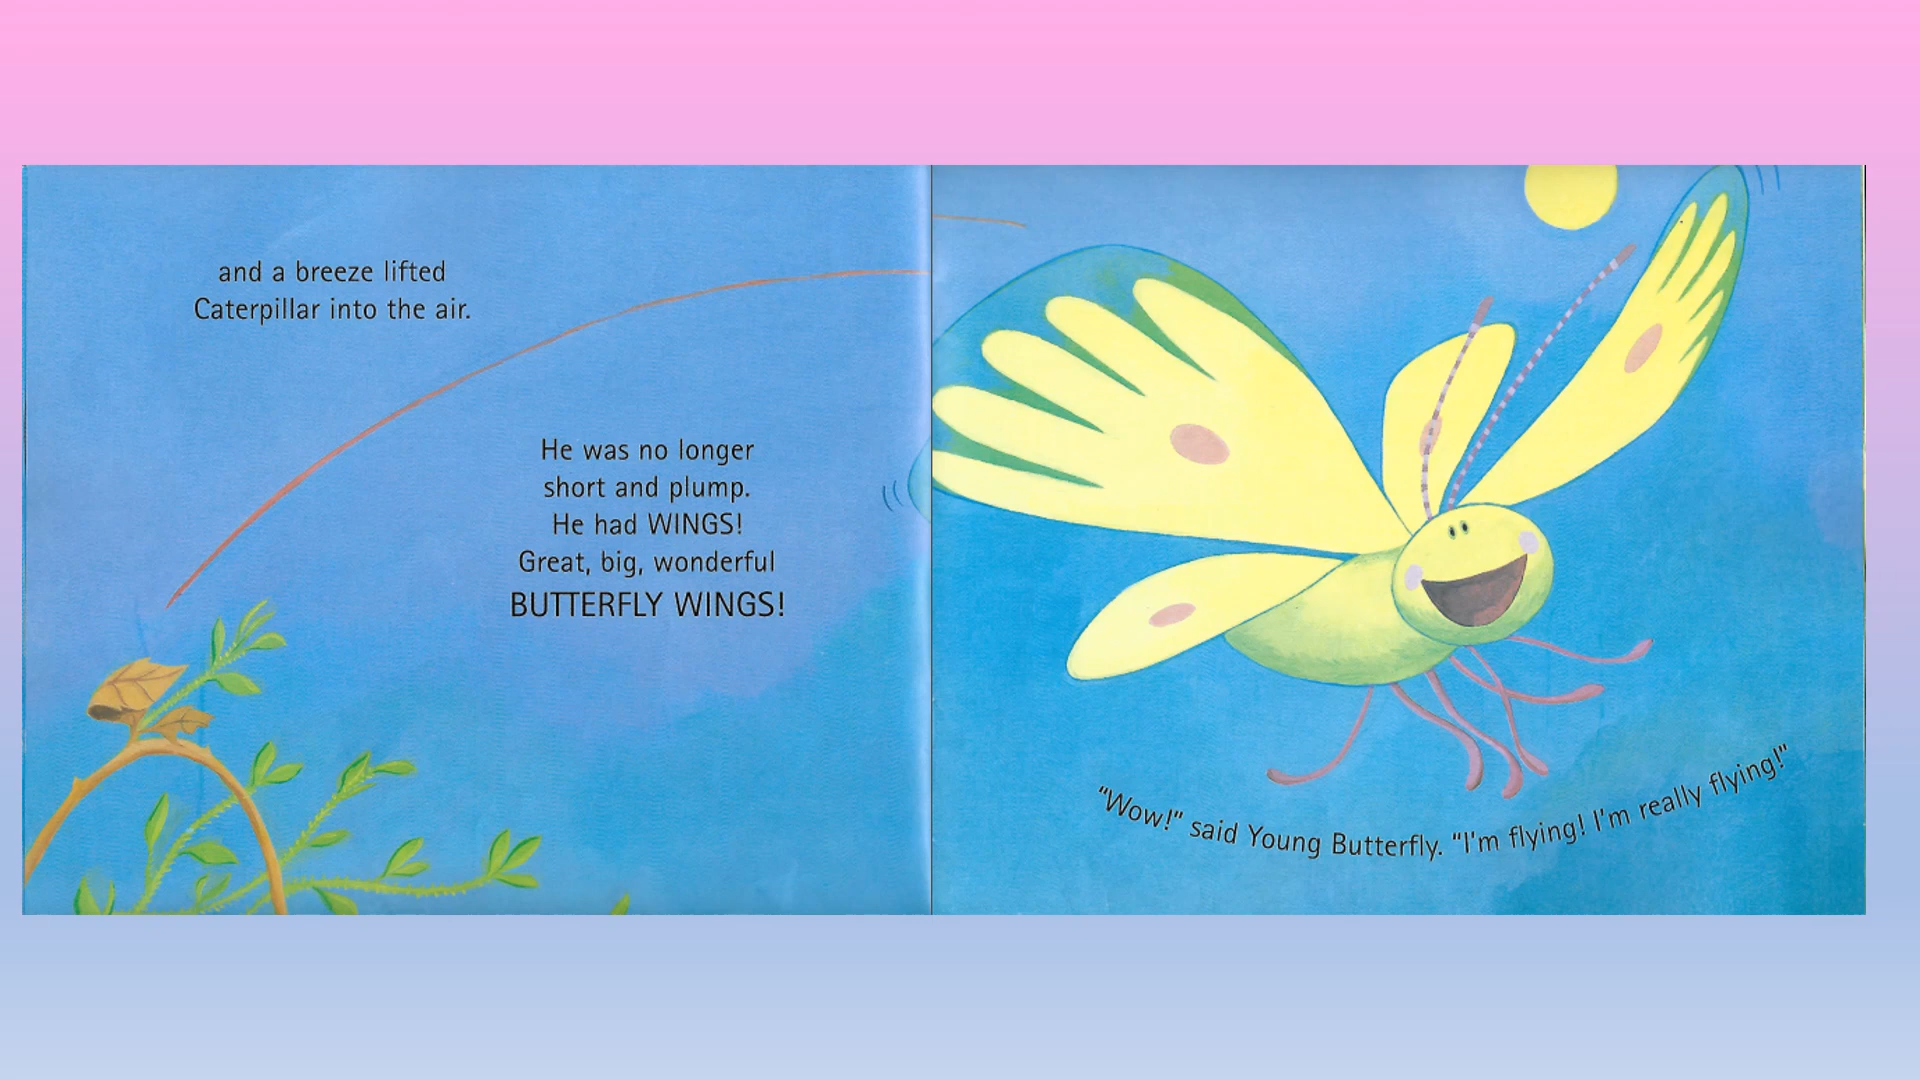 and a breeze lifted
Caterpillar into the air.
He was no longer
short and plump.
He had WINGS!
Great, big, wonderful
BUTTERFLY WINGS!
“Wow!” said Young Butterfly. “I'm flying! I'm really flying!”